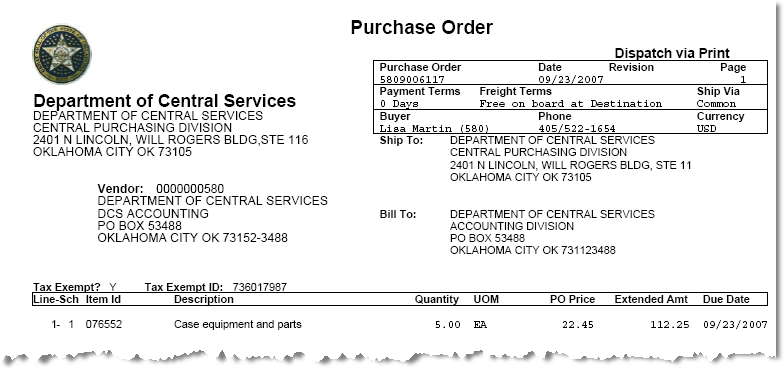 Purchase Order
Dispatch via Print
Purchase Order Date Revision Page
5809006117 09/23/2007 1
Payment Terms Freight Terms Ship Via
0 Days Free on board at Destination Common
Buyer Phone Currency
Lisa Martin (580) 405/522-1654 USD
Department of Central Services
DEPARTMENT OF CENTRAL SERVICES
CENTRAL PURCHASING DIVISION
2401 N LINCOLN, WILL ROGERS BLDG,STE 116
OKLAHOMA CITY OK 73105
Ship To: DEPARTMENT OF CENTRAL SERVICES
CENTRAL PURCHASING DIVISION
2401 N LINCOLN, WILL ROGERS BLDG, STE 11
OKLAHOMA CITY OK 73105
Vendor: 0000000580
DEPARTMENT OF CENTRAL SERVICES
DCS ACCOUNTING
PO BOX 53488
OKLAHOMA CITY OK 73152-3488
Bill To: DEPARTMENT OF CENTRAL SERVICES
ACCOUNTING DIVISION
PO BOX 53488
OKLAHOMA CITY OK 731123488
Tax Exempt? Y Tax Exempt ID: 736017987
Line-Sch Item Id Description Quantity UOM PO Price Extended Amt Due Date
1- 1 076552 Case equipment and parts 5.00 EA 22.45 112.25 09/23/2007